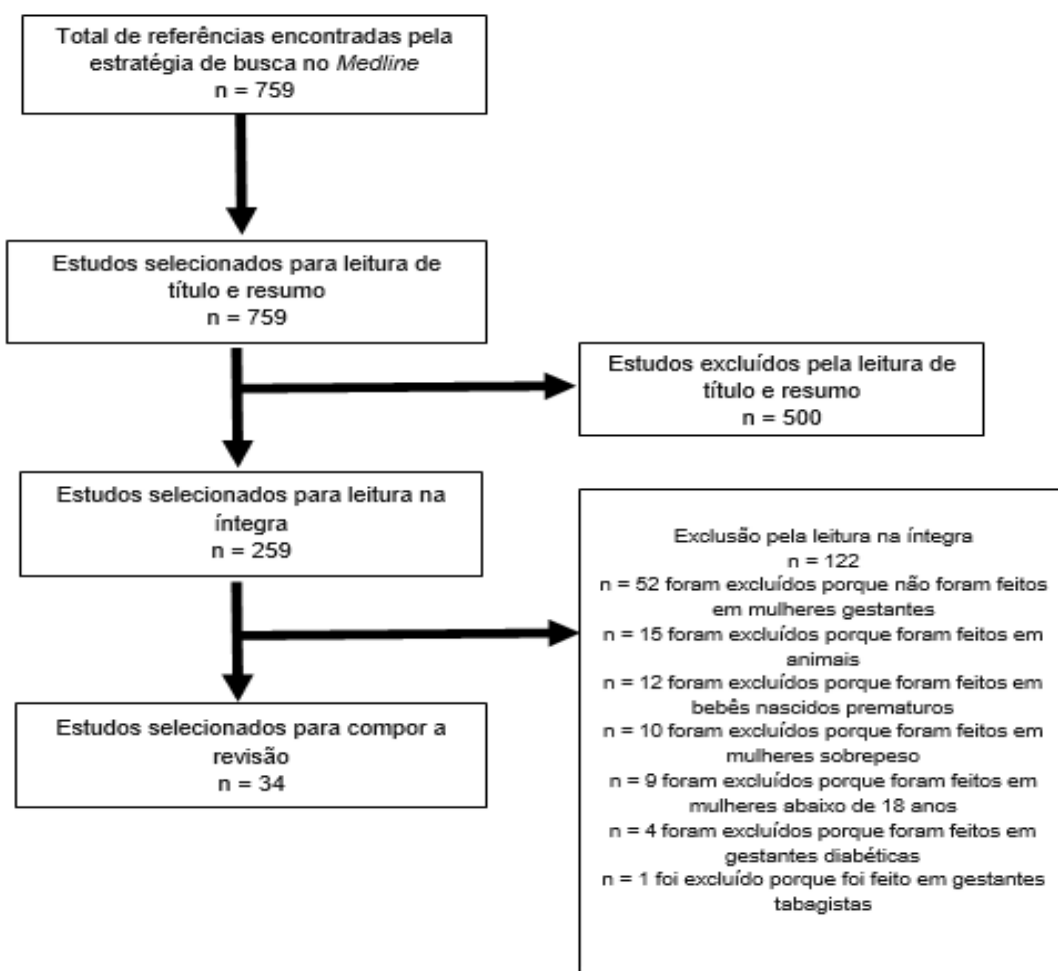 Total de referências encontradas pela
estratégia de busca no Medline
n = 759
Estudos selecionados para leitura de
título e resumo
n = 759
Estudos excluídos pela leitura de
título e resumo
n = 500
Estudos selecionados para leitura na
íntegra
n = 259
Exclusão pela leitura na íntegra
n = 122
n = 52 foram excluídos porque não foram feitos
em mulheres gestantes
n = 15 foram excluídos porque foram feitos em
animais
n = 12 foram excluídos porque foram feitos em
bebês nascidos prematuros
n = 10 foram excluídos porque foram feitos em
mulheres sobrepeso
n = 9 foram excluídos porque foram feitos em
mulheres abaixo de 18 anos
n = 4 foram excluídos porque foram feitos em
gestantes diabéticas
n = 1 foi excluído porque foi feito em gestantes
tabagistas
Estudos selecionados para compor a
revisão
n = 34